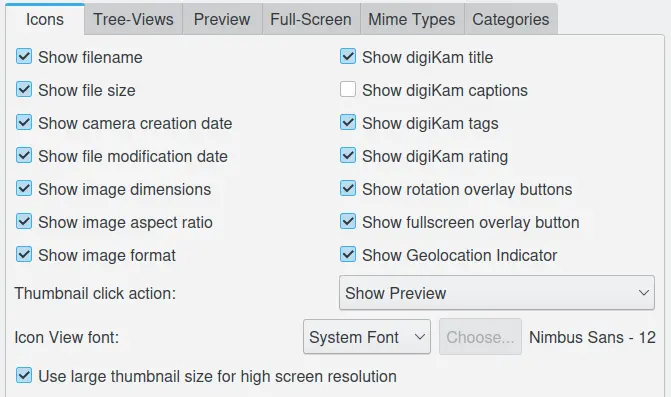 Icons Tree-Views Preview Full-Screen Mime Types Categories
Show filename Show digiKam title
Show file size Show digiKam captions
Show camera creation date Show digiKam tags
Show file modification date Show digiKam rating
Show image dimensions Show rotation overlay buttons
Show image aspect ratio Show fullscreen overlay button
Show image format Show Geolocation Indicator
Thumbnail click action: Show Preview
Icon View font: System Font Choose... Nimbus Sans - 12
Use large thumbnail size for high screen resolution